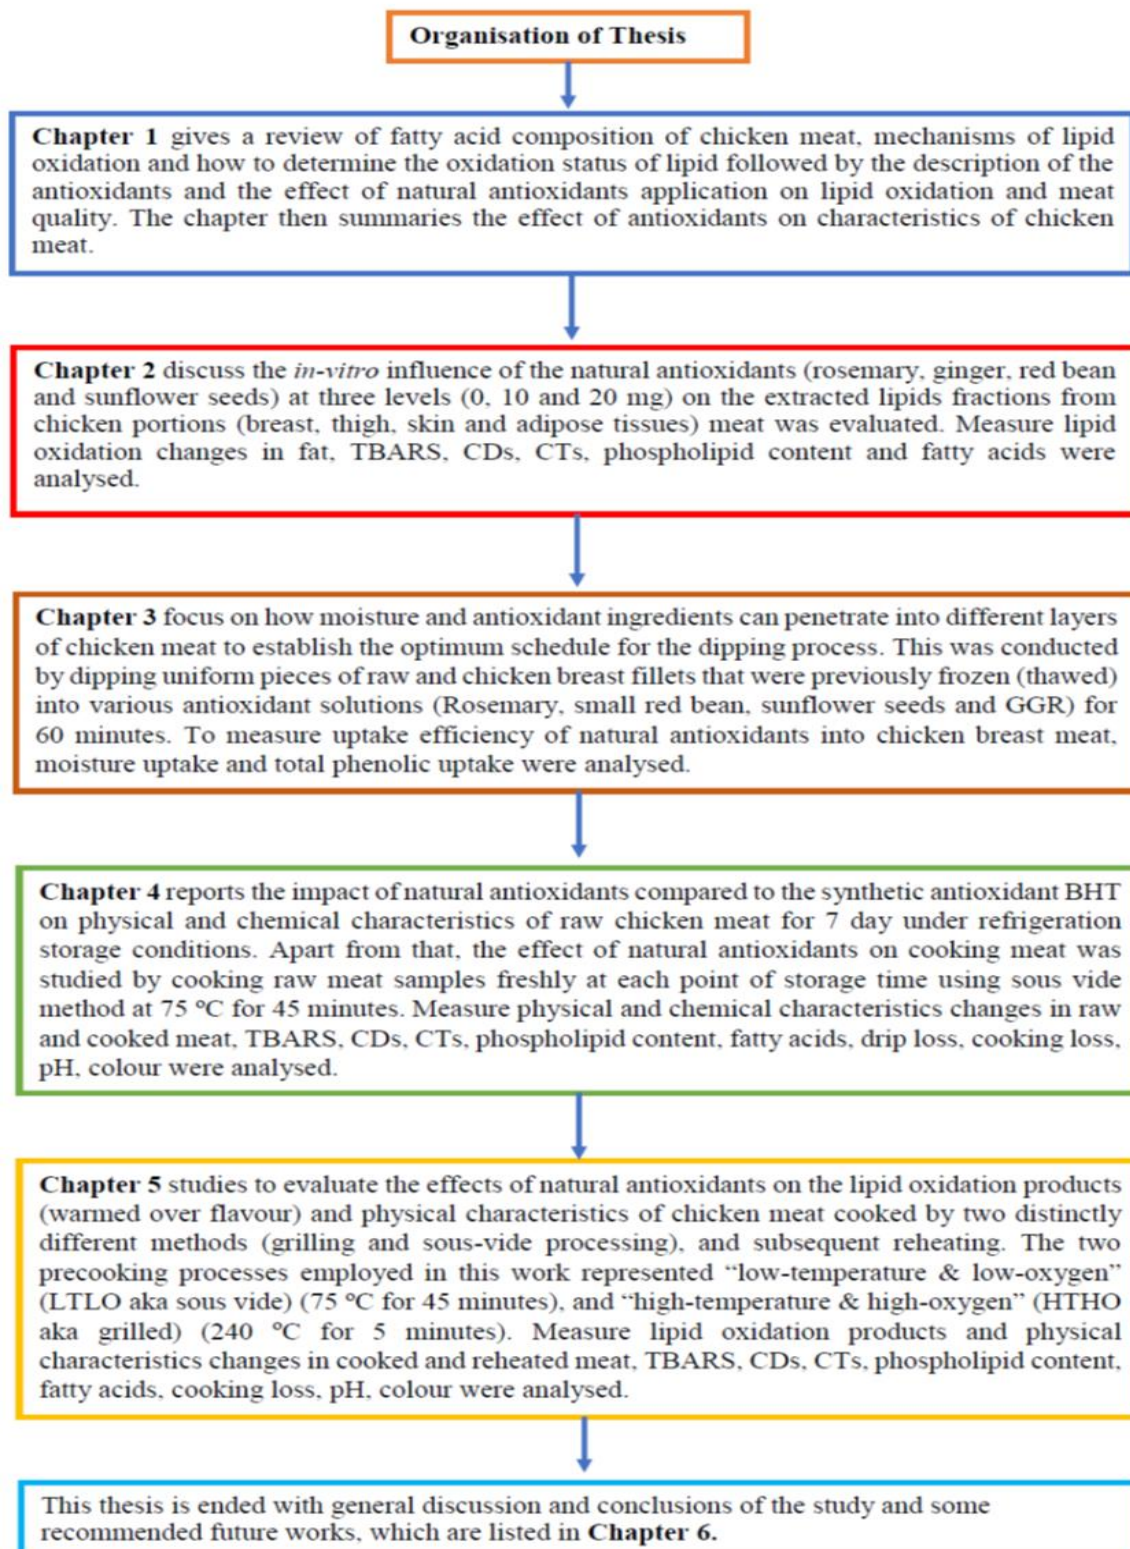 Organisation of Thesis
Chapter 1 gives a review of fatty acid composition of chicken meat, mechanisms of lipid
oxidation and how to determine the oxidation status of lipid followed by the description of the
antioxidants and the effect of natural antioxidants application on lipid oxidation and meat
quality. The chapter then summaries the effect of antioxidants on characteristics of chicken
meat.
Chapter 2 discuss the in-vitro influence of the natural antioxidants (rosemary, ginger, red bean
and sunflower seeds) at three levels (0, 10 and 20 mg) on the extracted lipids fractions from
chicken portions (breast, thigh, skin and adipose tissues) meat was evaluated. Measure lipid
oxidation changes in fat, TBARS, CDs, CTs, phospholipid content and fatty acids were
analysed.
Chapter 3 focus on how moisture and antioxidant ingredients can penetrate into different layers
of chicken meat to establish the optimum schedule for the dipping process. This was conducted
by dipping uniform pieces of raw and chicken breast fillets that were previously frozen (thawed)
into various antioxidant solutions (Rosemary, small red bean, sunflower seeds and GGR) for
60 minutes. To measure uptake efficiency of natural antioxidants into chicken breast meat,
moisture uptake and total phenolic uptake were analysed.
Chapter 4 reports the impact of natural antioxidants compared to the synthetic antioxidant BHT
on physical and chemical characteristics of raw chicken meat for 7 day under refrigeration
storage conditions. Apart from that, the effect of natural antioxidants on cooking meat was
studied by cooking raw meat samples freshly at each point of storage time using sous vide
method at 75 ºC for 45 minutes. Measure physical and chemical characteristics changes in raw
and cooked meat, TBARS, CDs, CTs, phospholipid content, fatty acids, drip loss, cooking loss,
pH, colour were analysed.
Chapter 5 studies to evaluate the effects of natural antioxidants on the lipid oxidation products
(warmed over flavour) and physical characteristics of chicken meat cooked by two distinctly
different methods (grilling and sous-vide processing), and subsequent reheating. The two
precooking processes employed in this work represented “low-temperature & low-oxygen”
(LTLO aka sous vide) (75 ºC for 45 minutes), and “high-temperature & high-oxygen” (HTHO
aka grilled) (240 ºC for 5 minutes). Measure lipid oxidation products and physical
characteristics changes in cooked and reheated meat, TBARS, CDs, CTs, phospholipid content,
fatty acids, cooking loss, pH, colour were analysed.
This thesis is ended with general discussion and conclusions of the study and some
recommended future works, which are listed in Chapter 6.